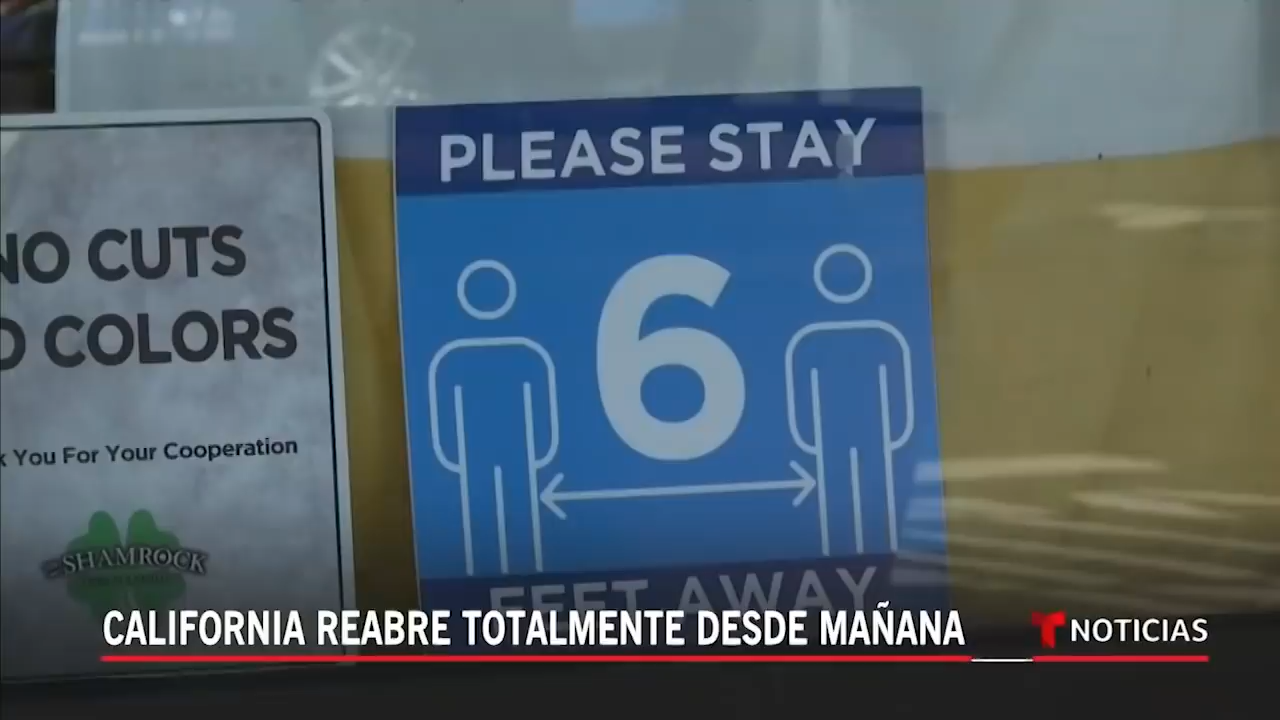 NO CUTS
COLORS
You For Your Cooperation
SHAMROCK
PLEASE STAY
6
FEET AWAY
CALIFORNIA REABRE TOTALMENTE DESDE MAÑANA
NOTICIAS